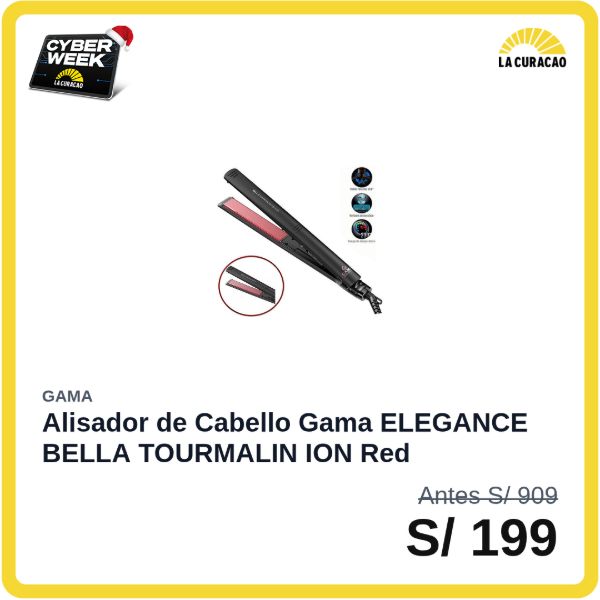 CYBER
WEEK
LA CURACAO
LA CURACAO
GAMA
Alisador de Cabello Gama ELEGANCE
BELLA TOURMALIN ION Red
Antes S/ 909
S/ 199